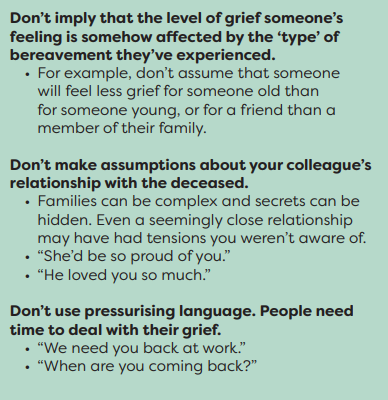 Don’t imply that the level of grief someone’s
feeling is somehow affected by the ‘type’ of
bereavement they’ve experienced.
• For example, don’t assume that someone
will feel less grief for someone old than
for someone young, or for a friend than a
member of their family.
Don’t make assumptions about your colleague’s
relationship with the deceased.
• Families can be complex and secrets can be
hidden. Even a seemingly close relationship
may have had tensions you weren’t aware of.
• “She’d be so proud of you.”
• “He loved you so much.”
Don’t use pressurising language. People need
time to deal with their grief.
• “We need you back at work.”
• “When are you coming back?”